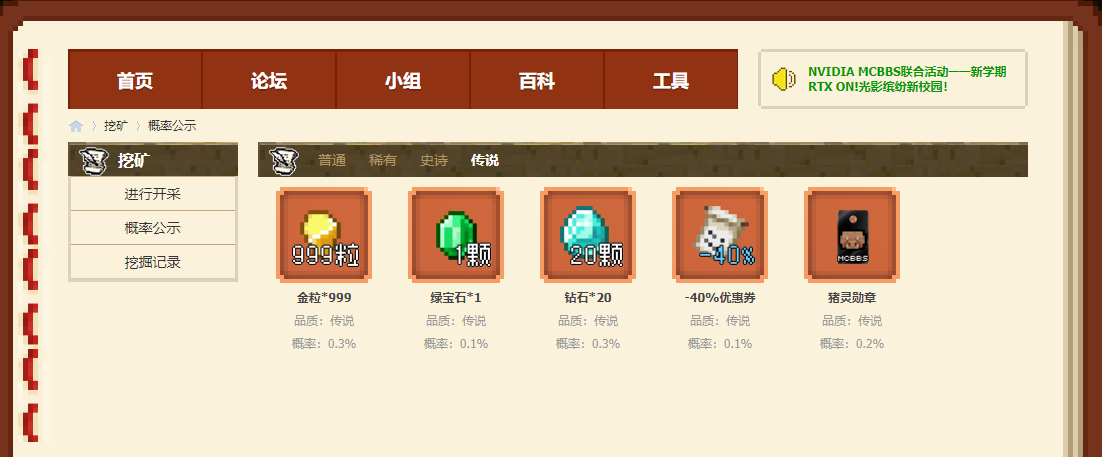 首页 论坛 小组 百科 工具
NVIDIA MCBBS联合活动——新学期
RTX ON!光影缤纷新校园！
挖矿 概率公示
挖矿
进行开采
概率公示
挖掘记录
普通 稀有 史诗 传说
999粒 1颗 20颗 -40% MCBBS
金粒*999 绿宝石*1 钻石*20 -40%优惠券 猪灵勋章
品质：传说 品质：传说 品质：传说 品质：传说 品质：传说
概率：0.3% 概率：0.1% 概率：0.3% 概率：0.1% 概率：0.2%